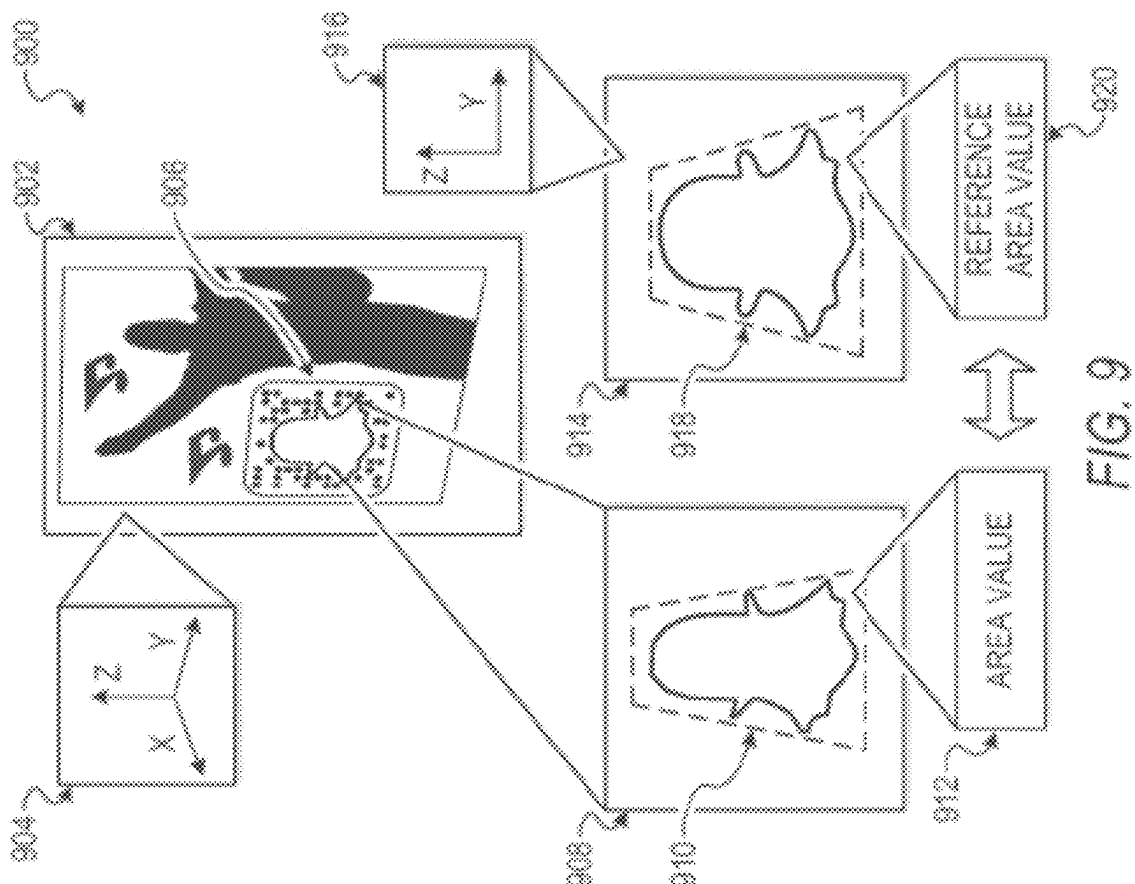 900
902
906
904
Z
Y
X
916
Z
Y
908
910
914
918
AREA VALUE
912
REFERENCE
AREA VALUE
920
FIG. 9